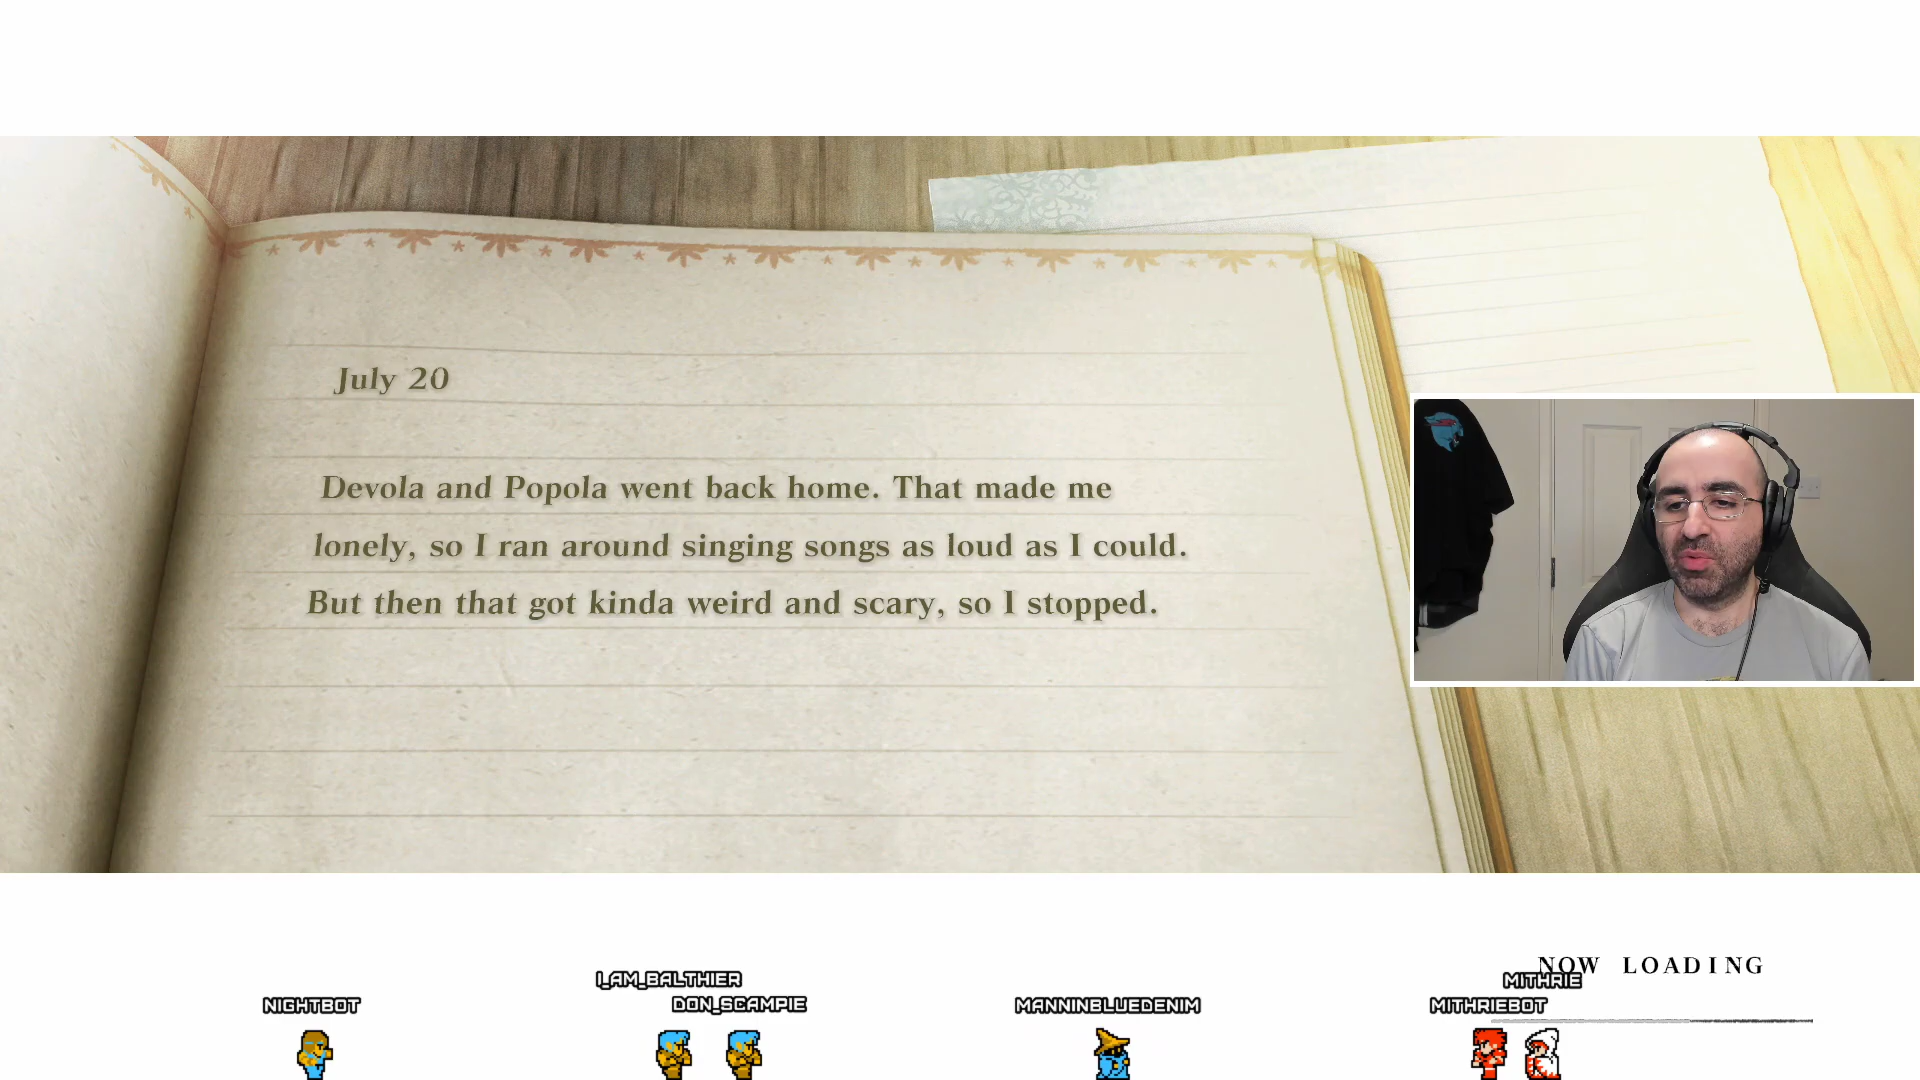 July 20
Devola and Popola went back home. That made me
lonely, so I ran around singing songs as loud as I could.
But then that got kinda weird and scary, so I stopped.
NOW LOADING
I_AM_BALTHIER
MITHRIE
NIGHTBOT
DON_SCAMPIE
MANNINBLUEDENIM
MITHRIEBOT